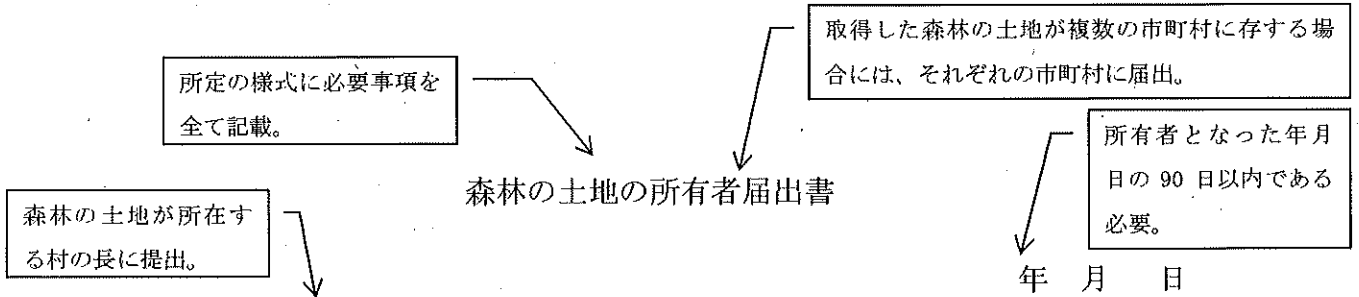 取得した森林の土地が複数の市町村に存する場
合には、それぞれの市町村に届出。
所定の様式に必要事項を
全て記載。
所有者となった年月
日の 90 日以内である
必要。
森林の土地の所有者届出書
森林の土地が所在す
る村の長に提出。
年 月 日